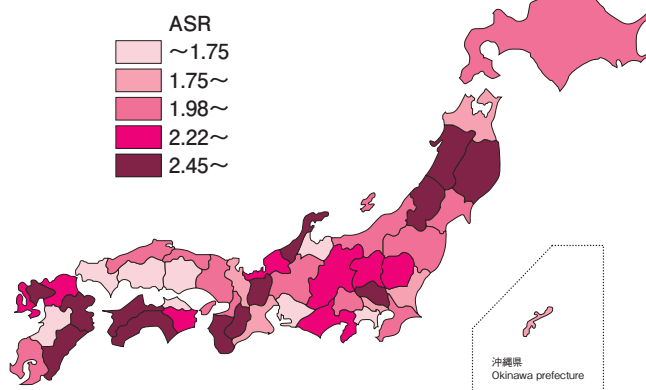 ASR
～1.75
1.75～
1.98～
2.22～
2.45～
沖縄県
Okinawa prefecture